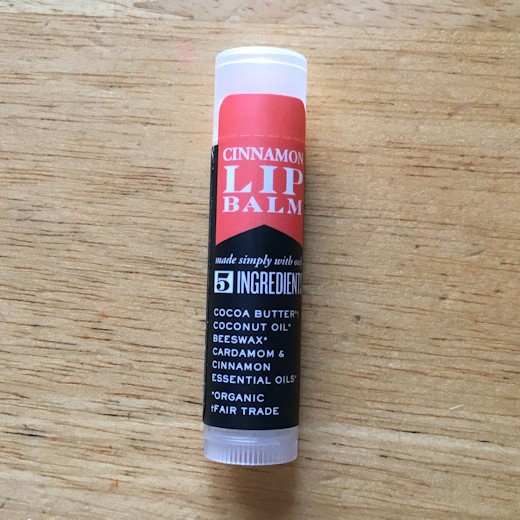 CINNAMON
LIP
BALM
made simply with
5 INGREDIENTS
COCOA BUTTER*†
COCONUT OIL*
BEESWAX*
CARDAMOM &
CINNAMON
ESSENTIAL OILS*
*ORGANIC
†FAIR TRADE